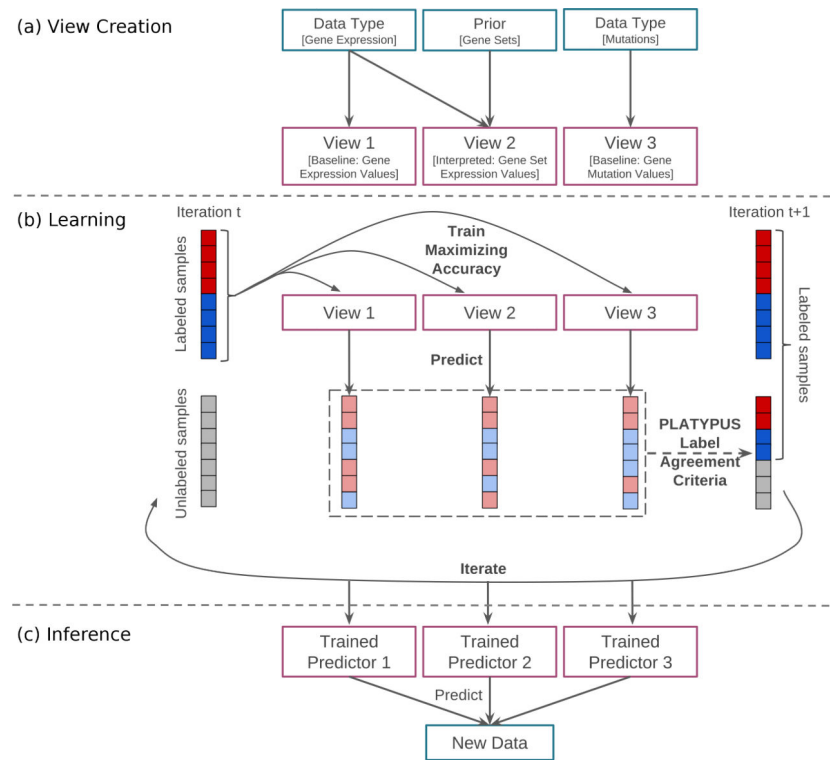 (a) View Creation
Data Type
[Gene Expression]
Prior
[Gene Sets]
Data Type
[Mutations]
View 1
[Baseline: Gene
Expression Values]
View 2
[Interpreted: Gene Set
Expression Values]
View 3
[Baseline: Gene
Mutation Values]
(b) Learning
Iteration t
Iteration t+1
Labeled samples
Train
Maximizing
Accuracy
Labeled samples
View 1
View 2
View 3
Predict
Unlabeled samples
PLATYPUS
Label
Agreement
Criteria
Iterate
(c) Inference
Trained
Predictor 1
Trained
Predictor 2
Trained
Predictor 3
Predict
New Data